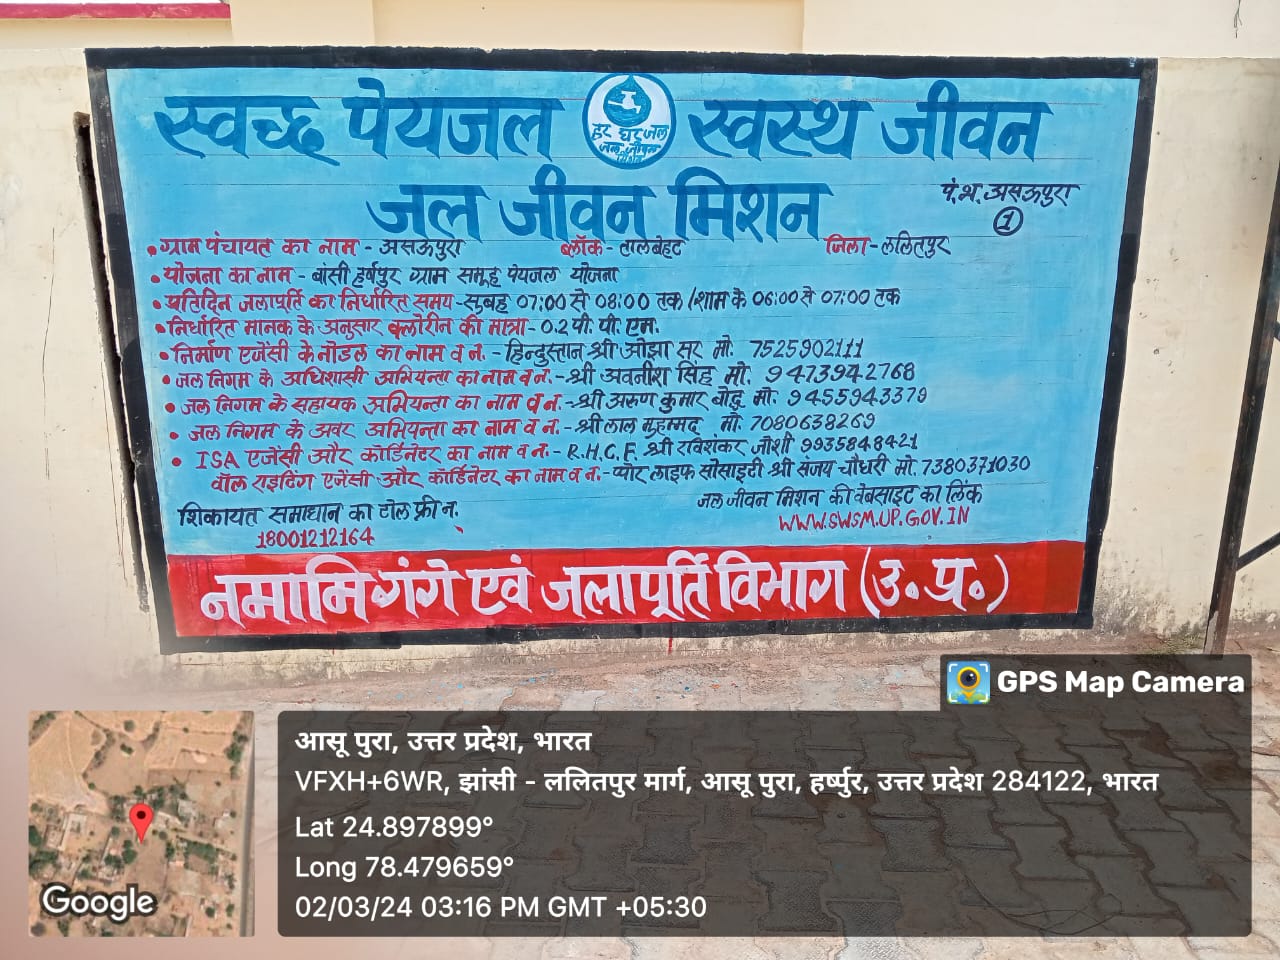 स्वच्छ पेयजल स्वस्थ जीवन
हर घर जल
जल जीवन
मिशन
जल जीवन मिशन
पं.भ. असऊपुरा
1
• ग्राम पंचायत का नाम - असऊपुरा ब्लॉक - तालबेहट जिला - ललितपुर
• योजना का नाम - बांसी हर्षपुर ग्राम समूह पेयजल योजना
• प्रतिदिन जलापूर्ति का निर्धारित समय - सुबह 07:00 से 08:00 तक / शाम के 06:00 से 07:00 तक
• निर्धारित मानक के अनुसार क्लोरीन की मात्रा - 0.2 पी. पी. एम.
• निर्माण एजेंसी के नोडल का नाम व न. - हिन्दुस्तान श्री ओझा सर मो. 7525902111
• जल निगम के अधिशासी अभियन्ता का नाम व न. - श्री अवनीश सिंह मो. 9473942768
• जल निगम के सहायक अभियन्ता का नाम व न. - श्री अरुण कुमार मो. 9455943379
• जल निगम के अवर अभियन्ता का नाम व न. - श्री लाल मुहम्मद मो. 7080638269
• ISA एजेंसी और कोर्डिनेटर का नाम व न. - R.H.C.F. श्री रविशंकर जोशी 9935848421
वॉल राइटिंग एजेंसी और कॉर्डिनेटर का नाम व न. - प्योर लाइफ सोसाइटी श्री संजय चौधरी मो. 7380371030
शिकायत समाधान का टोल फ्री न. जल जीवन मिशन की वेबसाइट का लिंक
18001212164 WWW.SWSM.UP.GOV.IN
नमामि गंगे एवं जलापूर्ति विभाग (उ. प्र.)
GPS Map Camera
आसू पुरा, उत्तर प्रदेश, भारत
VFXH+6WR, झांसी - ललितपुर मार्ग, आसू पुरा, हर्ष्पुर, उत्तर प्रदेश 284122, भारत
Lat 24.897899°
Long 78.479659°
02/03/24 03:16 PM GMT +05:30
Google